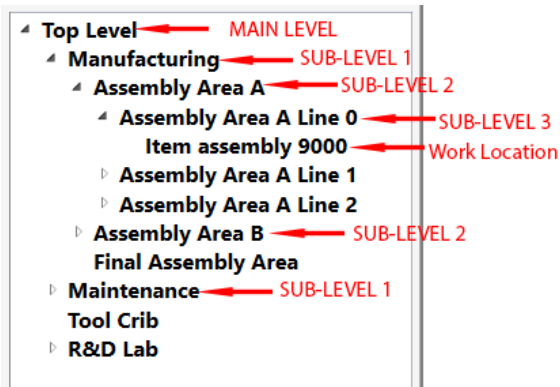 Top Level MAIN LEVEL
Manufacturing SUB-LEVEL 1
Assembly Area A SUB-LEVEL 2
Assembly Area A Line 0 SUB-LEVEL 3
Item assembly 9000 Work Location
Assembly Area A Line 1
Assembly Area A Line 2
Assembly Area B SUB-LEVEL 2
Final Assembly Area
Maintenance SUB-LEVEL 1
Tool Crib
R&D Lab